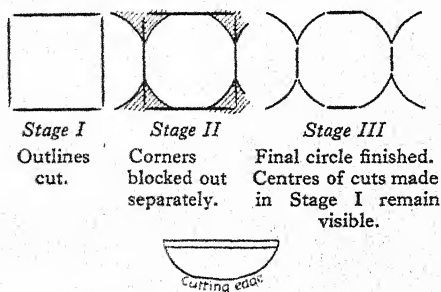 Stage I
Outlines
cut.
Stage II
Corners
blocked out
separately.
Stage III
Final circle finished.
Centres of cuts made
in Stage I remain
visible.
Cutting edge